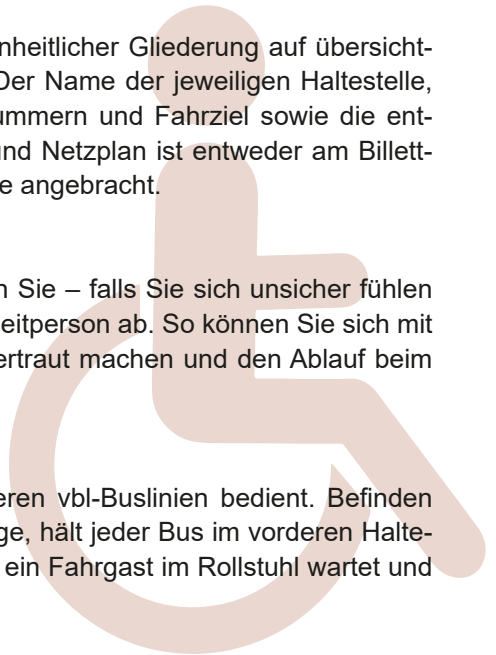 nheitlicher Gliederung auf übersicht-
Der Name der jeweiligen Haltestelle,
ummern und Fahrziel sowie die ent-
und Netzplan ist entweder am Billett-
e angebracht.
n Sie – falls Sie sich unsicher fühlen
eitperson ab. So können Sie sich mit
ertraut machen und den Ablauf beim
eren vbl-Buslinien bedient. Befinden
ge, hält jeder Bus im vorderen Halte-
ein Fahrgast im Rollstuhl wartet und